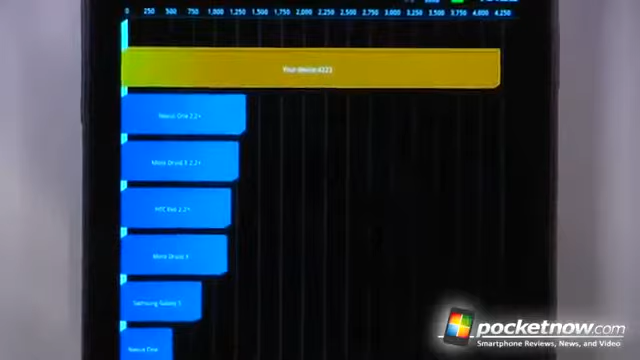 0 250 500 750 1,000 1,250 1,500 1,750 2,000 2,250 2,500 2,750 3,000 3,250 3,500 3,750 4,000 4,250
Your device 4223
Nexus One 2.2+
Moto Droid X 2.2+
HTC Evo 2.2+
Moto Droid X
Samsung Galaxy S
Nexus One
pocketnow.com
Smartphone Reviews, News, and Video